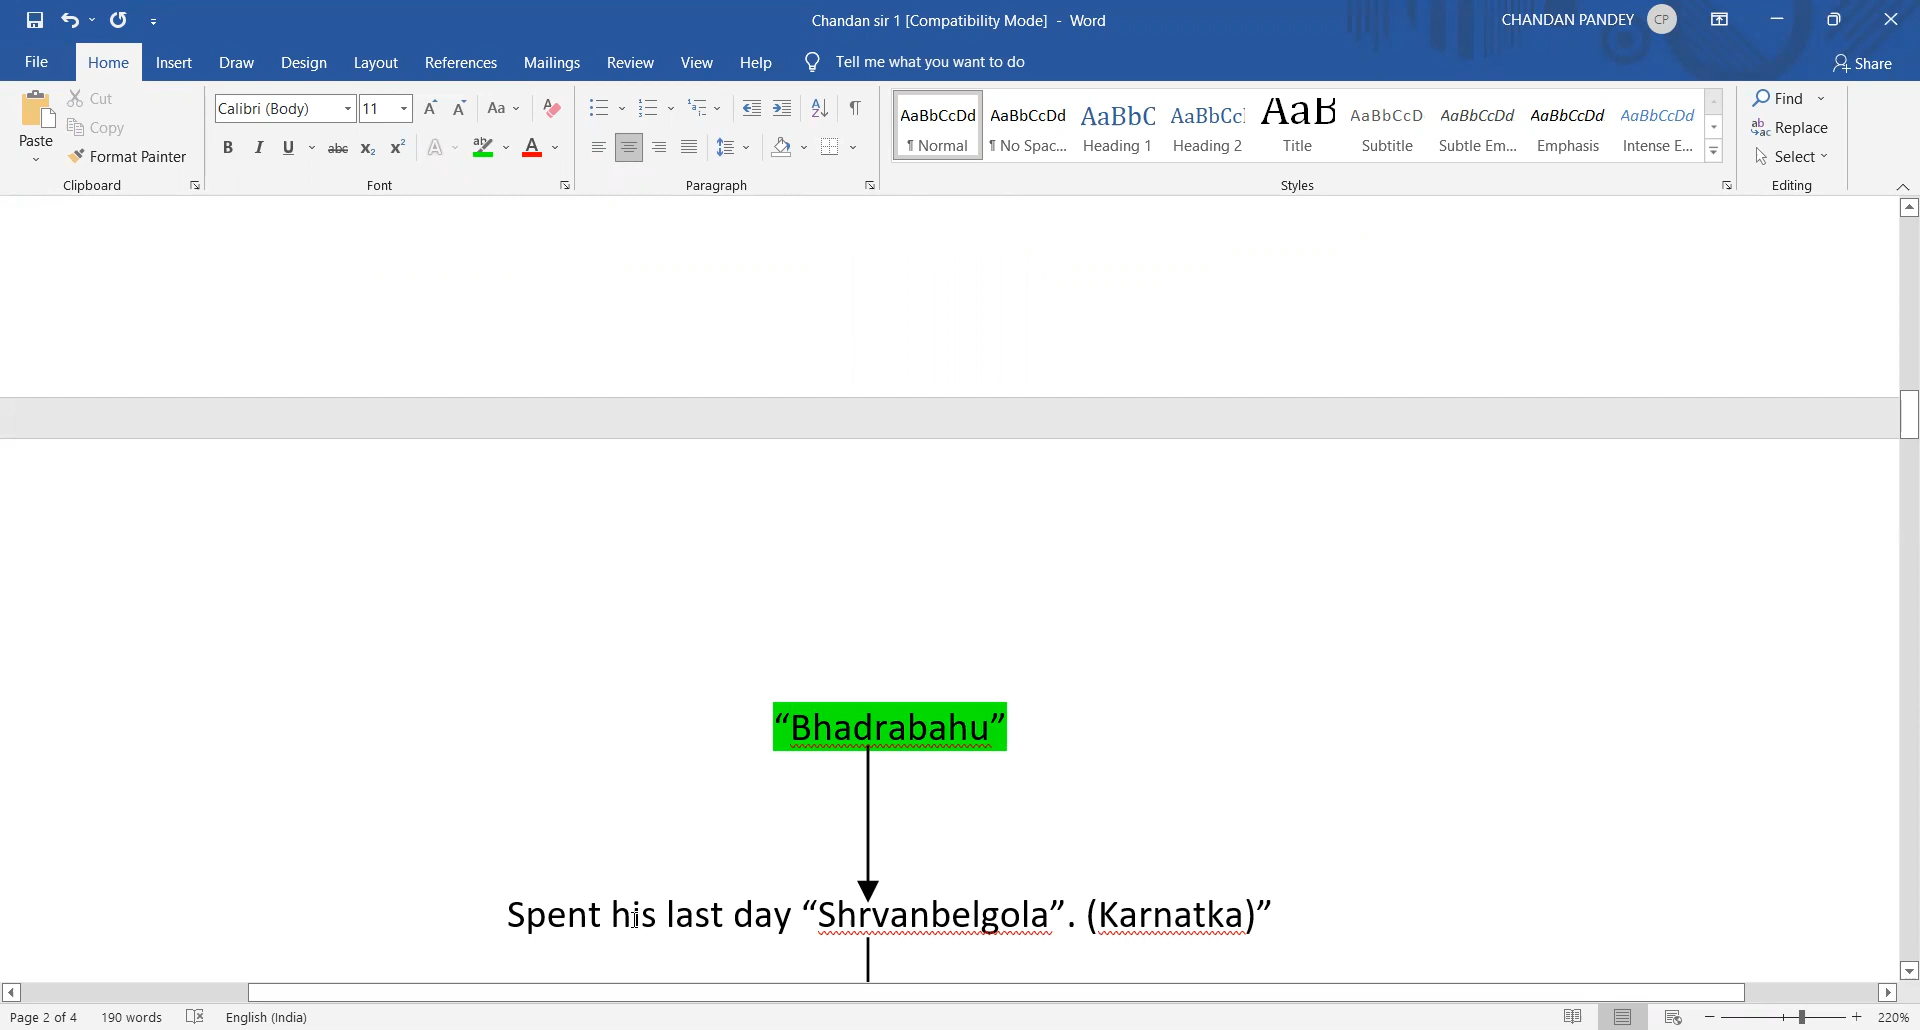 Chandan sir 1 [Compatibility Mode] - Word
CHANDAN PANDEY CP
File Home Insert Draw Design Layout References Mailings Review View Help Tell me what you want to do Share
Paste
Cut
Copy
Format Painter
Clipboard
Calibri (Body) 11 A A Aa A
B I U abc X₂ X² A ab A
Font
Paragraph
AaBbCcDd AaBbCcDd AaBbC AaBbCc AaB AaBbCcD AaBbCcDd AaBbCcDd AaBbCcDd
¶ Normal ¶ No Spac... Heading 1 Heading 2 Title Subtitle Subtle Em... Emphasis Intense E...
Styles
Find
Replace
Select
Editing
“Bhadrabahu”
Spent his last day “Shrvanbelgola”. (Karnatka)”
Page 2 of 4 190 words English (India) 220%